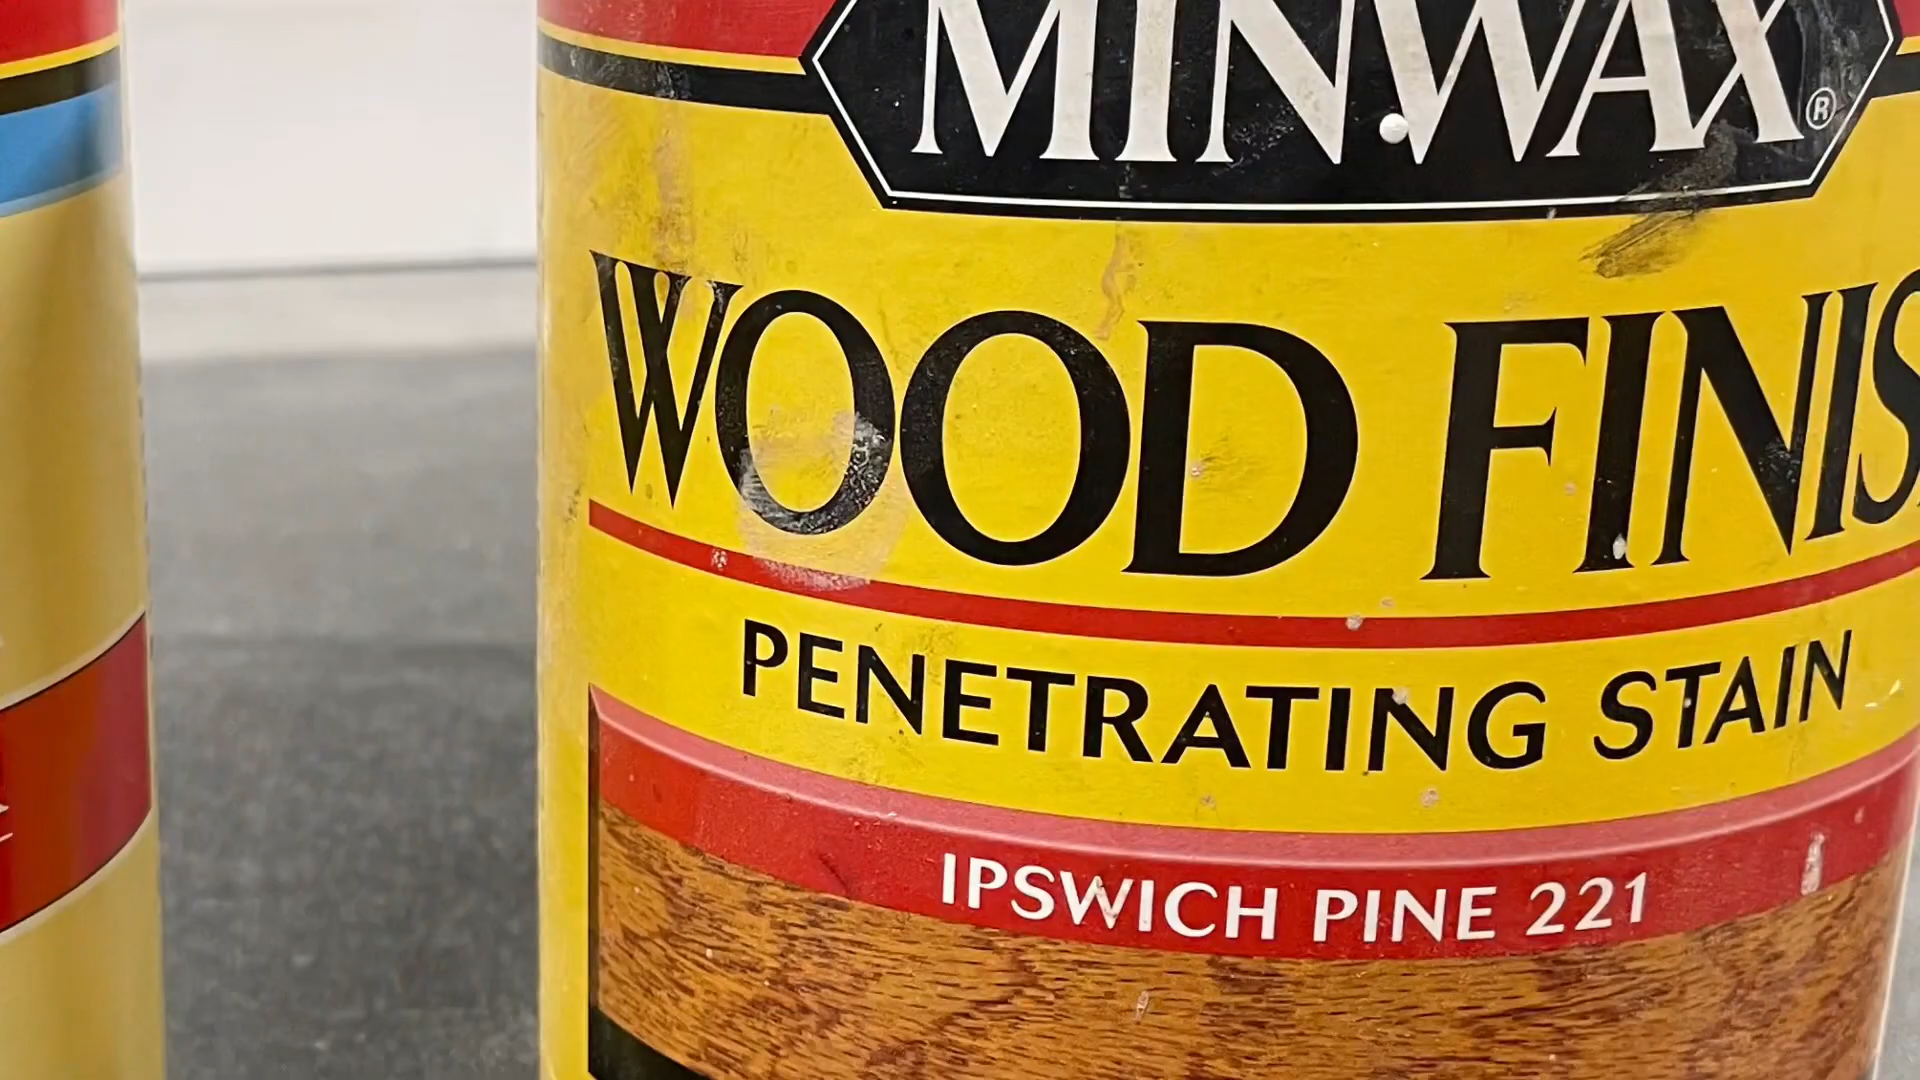 MINWAX®
WOOD FINIS
PENETRATING STAIN
IPSWICH PINE 221